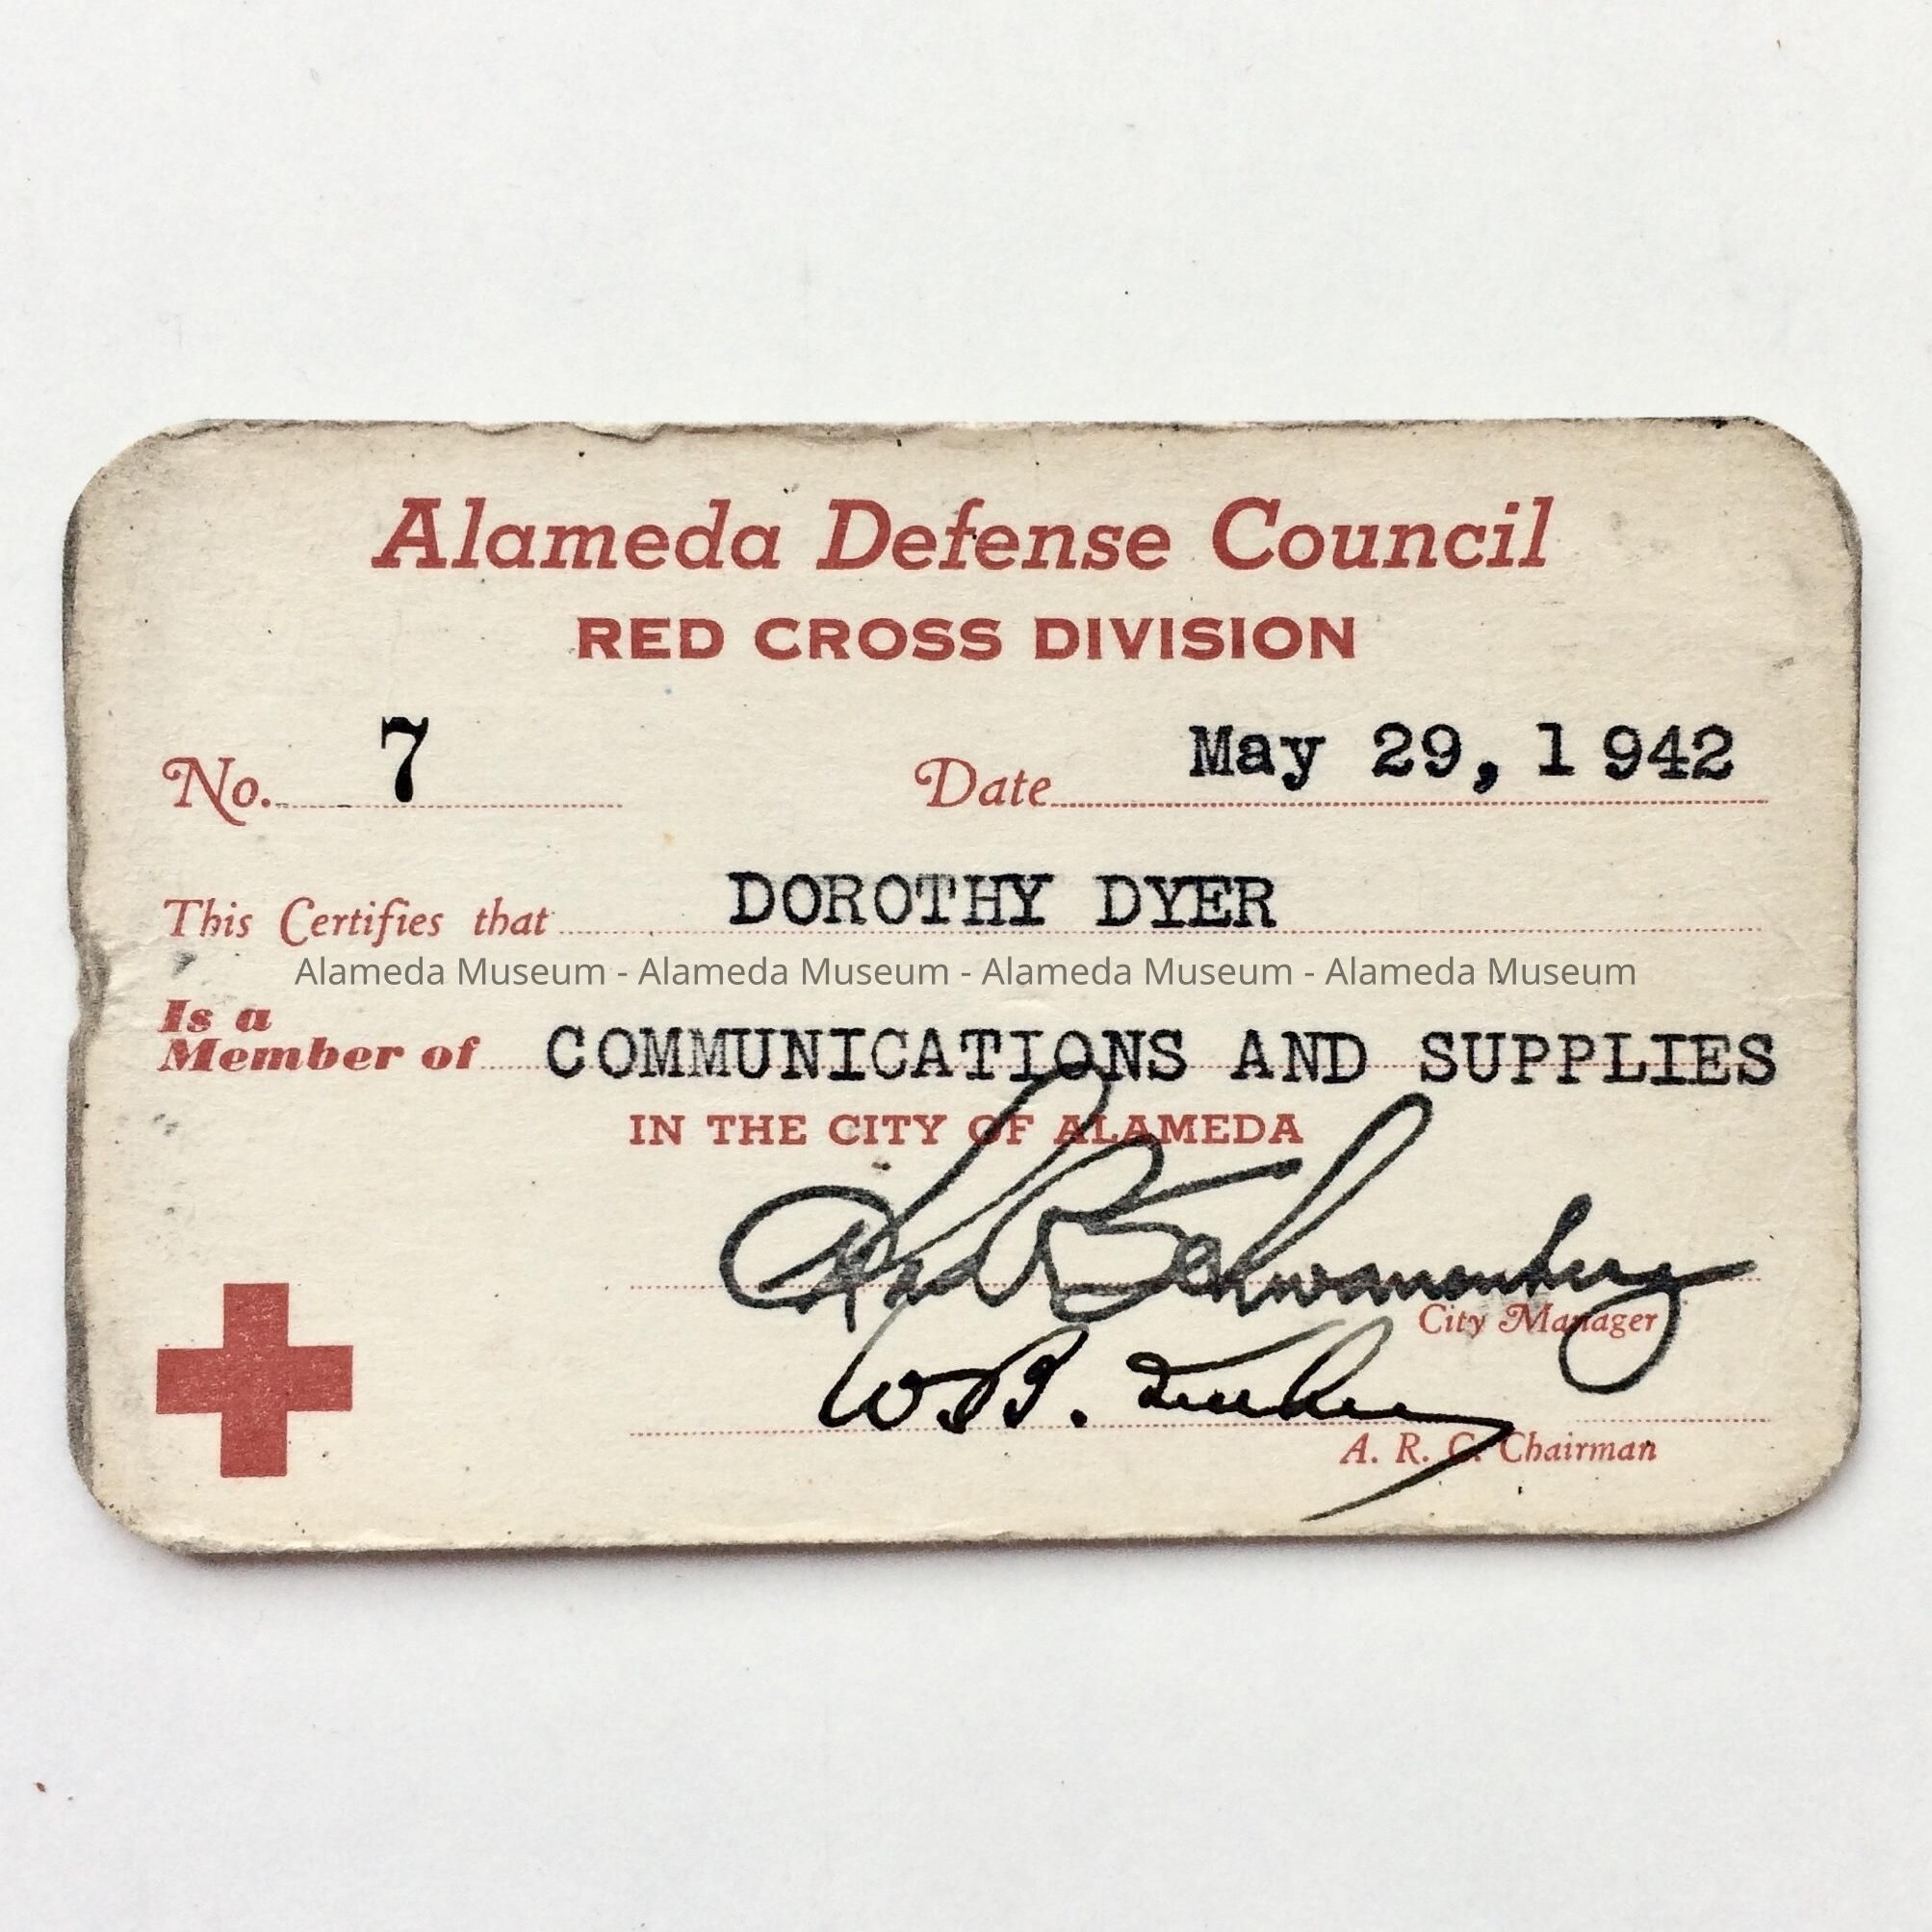 Alameda Defense Council
RED CROSS DIVISION
No. 7 Date May 29, 1942
This Certifies that DOROTHY DYER
Alameda Museum - Alameda Museum - Alameda Museum - Alameda Museum
Is a
Member of COMMUNICATIONS AND SUPPLIES
IN THE CITY OF ALAMEDA
City Manager
W. B.
A. R. C. Chairman